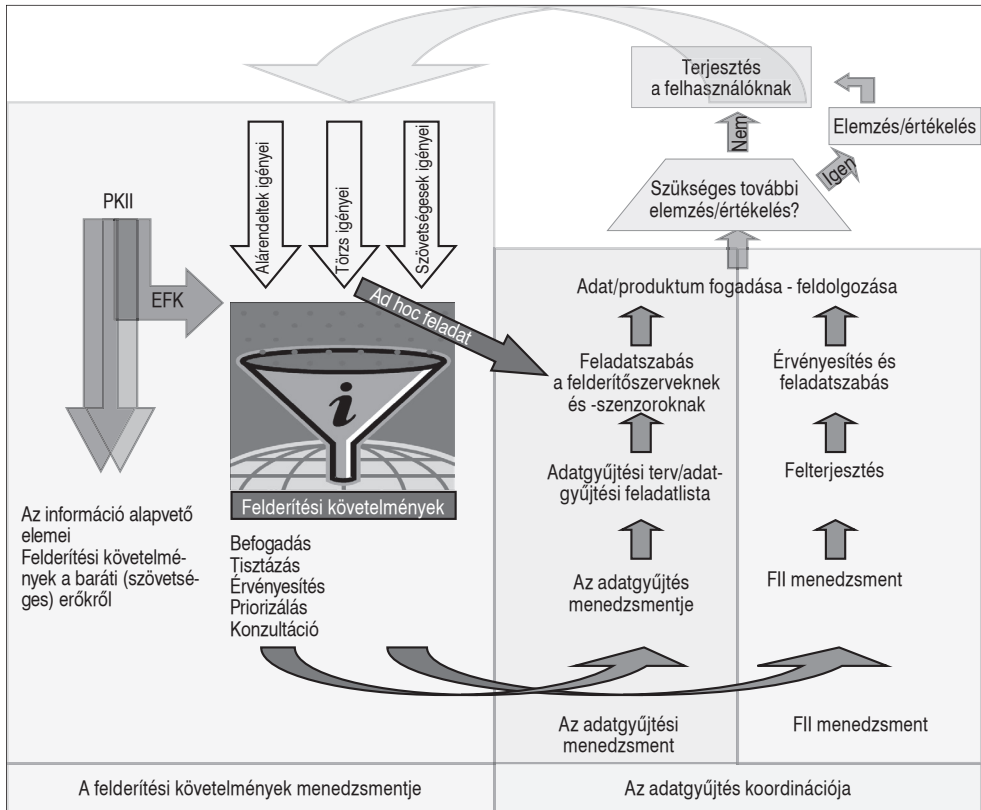 Terjesztés
a felhasználóknak
Elemzés/értékelés
Nem
Igen
Szükséges további
elemzés/értékelés?
PKII
EFK
Alárendeltek igényei
Törzs igényei
Szövetségesek igényei
Ad hoc feladat
i
Felderítési követelmények
Az információ alapvető
elemei
Felderítési követelmé-
nyek a baráti (szövetsé-
ges) erőkről
Befogadás
Tisztázás
Érvényesítés
Priorizálás
Konzultáció
Adat/produktum fogadása - feldolgozása
Feladatszabás
a felderítőszerveknek
és -szenzoroknak
Adatgyűjtési terv/adat-
gyűjtési feladatlista
Az adatgyűjtés
menedzsmentje
Az adatgyűjtési
menedzsment
Érvényesítés és
feladatszabás
Felterjesztés
FII menedzsment
FII menedzsment
A felderítési követelmények menedzsmentje
Az adatgyűjtés koordinációja